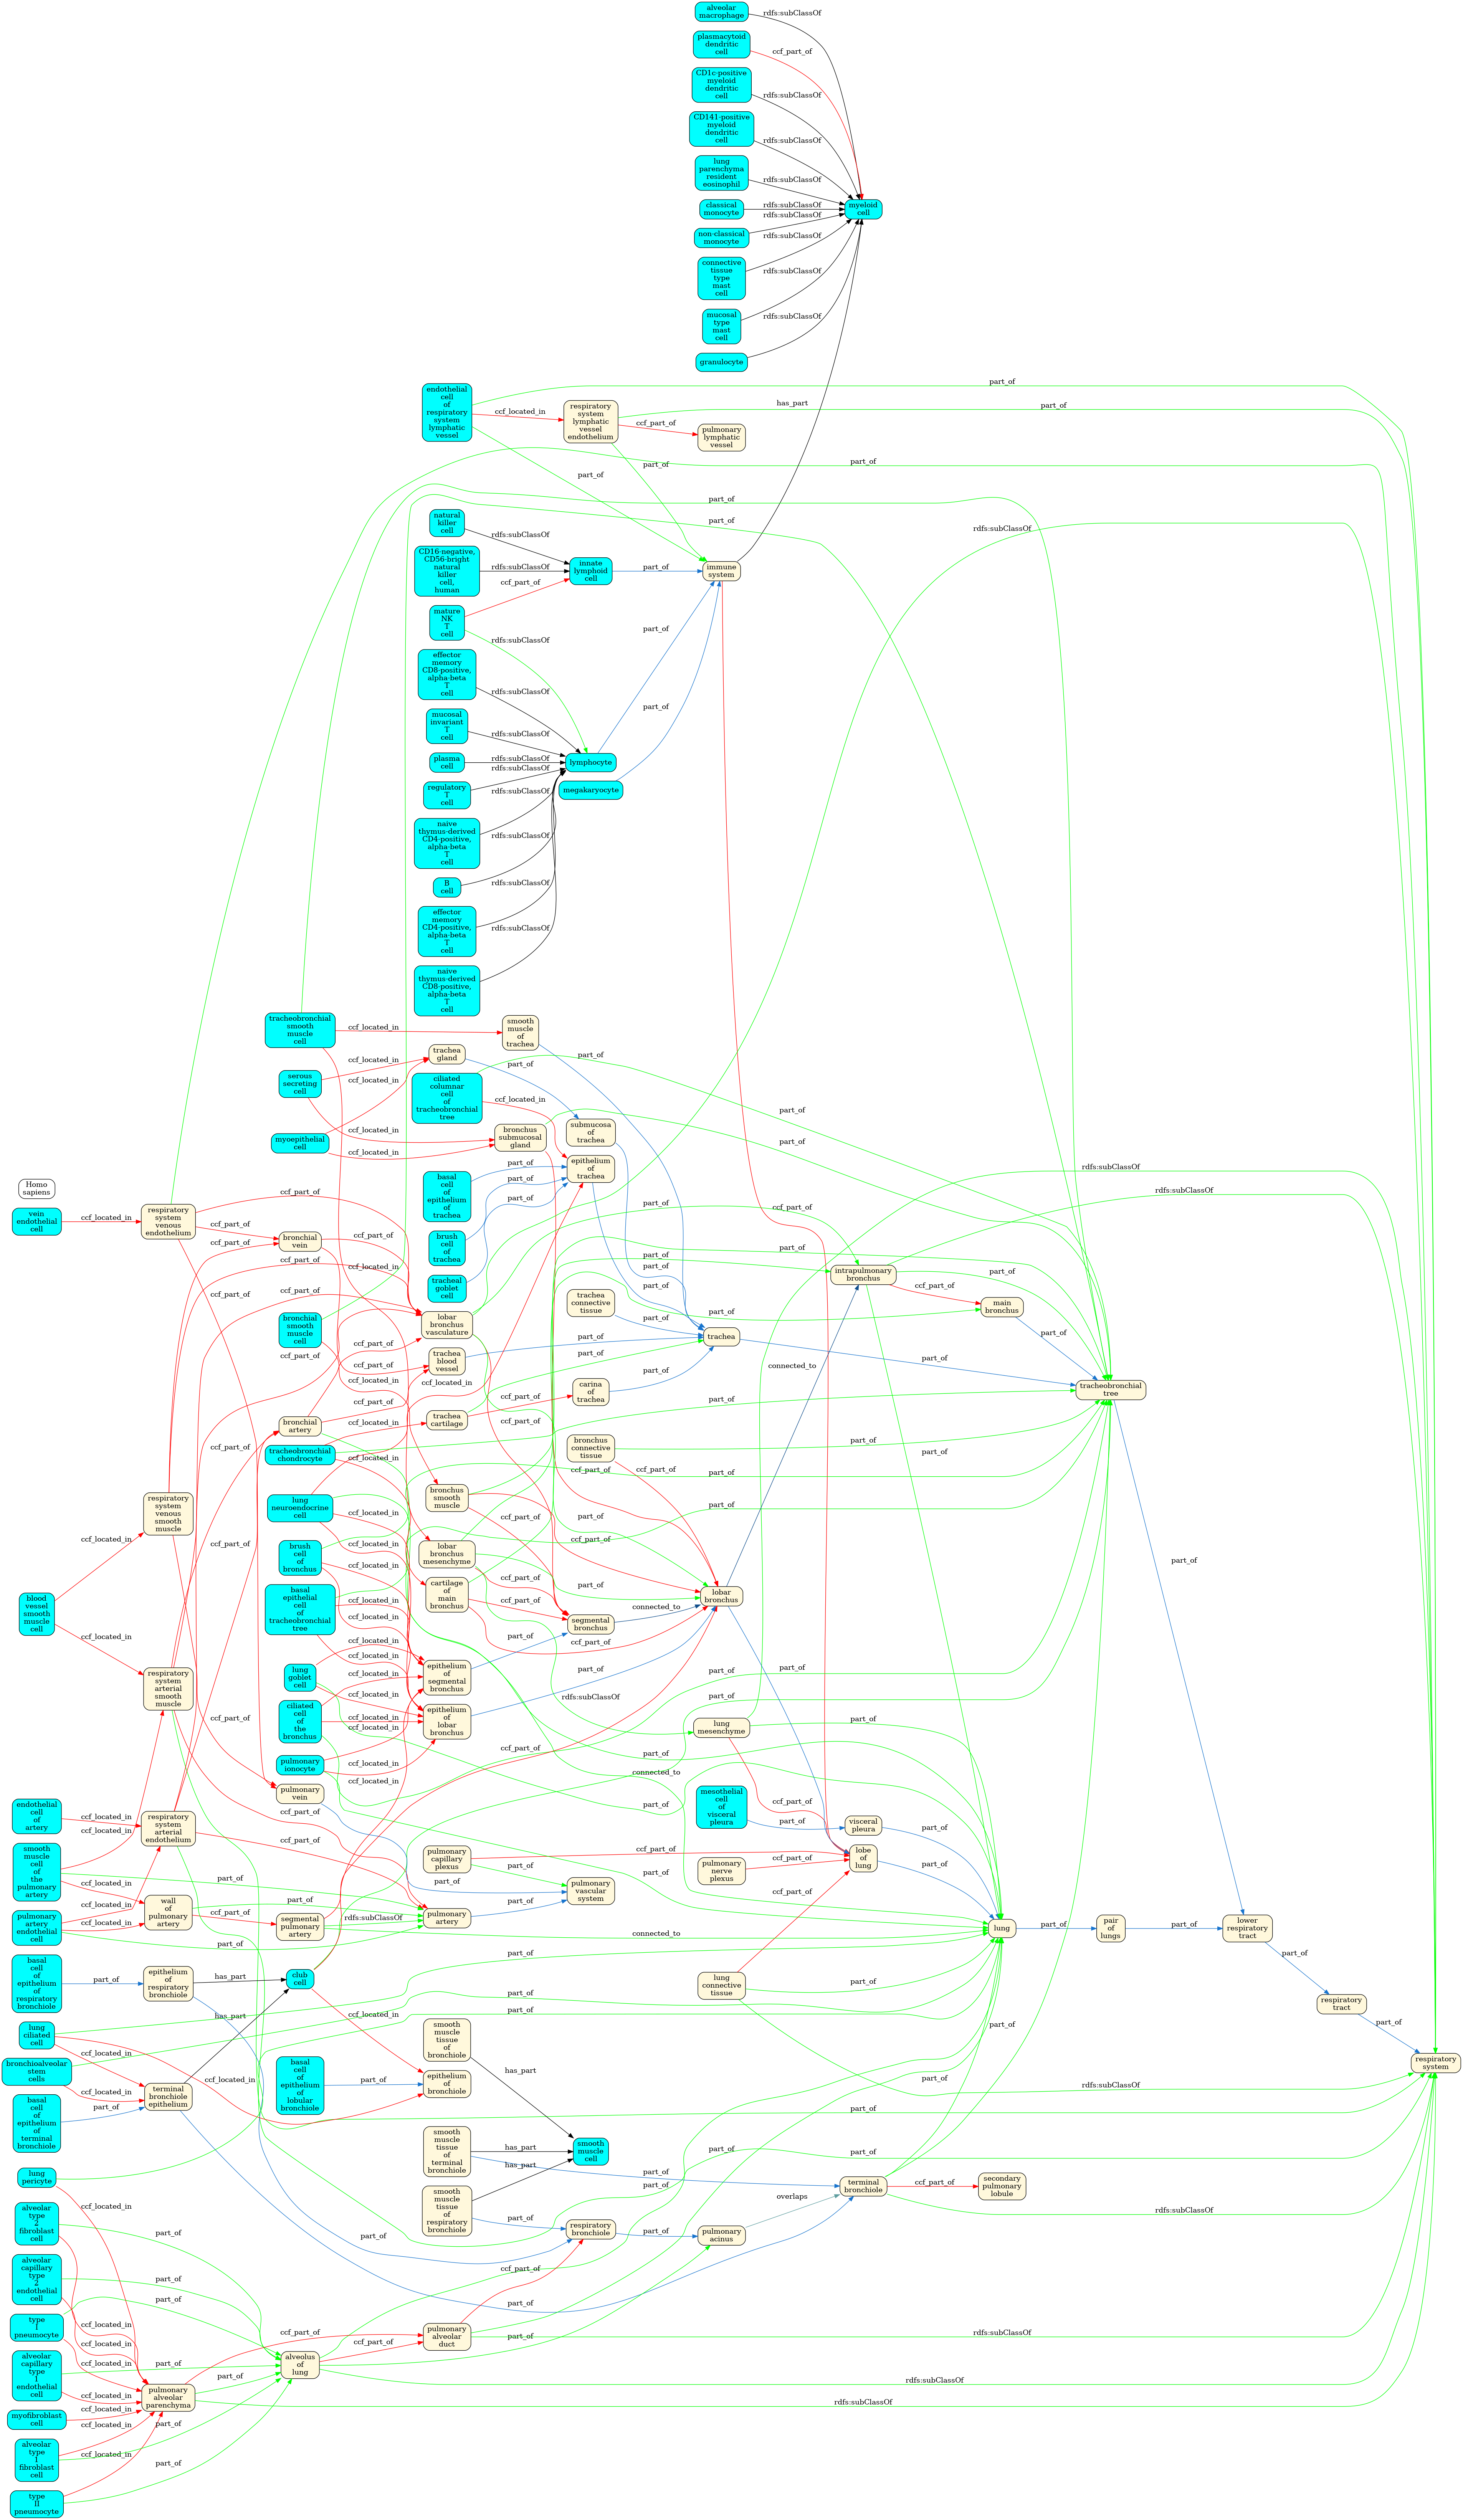 alveolar
macrophage
rdfs:subClassOf
plasmacytoid
dendritic
cell
ccf_part_of
CD1c-positive
myeloid
dendritic
cell
rdfs:subClassOf
CD141-positive
myeloid
dendritic
cell
rdfs:subClassOf
lung
parenchyma
resident
eosinophil
rdfs:subClassOf
classical
monocyte
rdfs:subClassOf
myeloid
cell
non-classical
monocyte
rdfs:subClassOf
connective
tissue
type
mast
cell
rdfs:subClassOf
mucosal
type
mast
cell
rdfs:subClassOf
granulocyte
rdfs:subClassOf
endothelial
cell
of
respiratory
system
lymphatic
vessel
ccf_located_in
part_of
part_of
respiratory
system
lymphatic
vessel
endothelium
has_part
part_of
ccf_part_of
part_of
pulmonary
lymphatic
vessel
part_of
part_of
part_of
rdfs:subClassOf
natural
killer
cell
rdfs:subClassOf
CD16-negative,
CD56-bright
natural
killer
cell,
human
rdfs:subClassOf
innate
lymphoid
cell
part_of
immune
system
mature
NK
T
cell
ccf_part_of
rdfs:subClassOf
effector
memory
CD8-positive,
alpha-beta
T
cell
rdfs:subClassOf
part_of
mucosal
invariant
T
cell
rdfs:subClassOf
part_of
plasma
cell
rdfs:subClassOf
lymphocyte
regulatory
T
cell
rdfs:subClassOf
megakaryocyte
naive
thymus-derived
CD4-positive,
alpha-beta
T
cell
rdfs:subClassOf
B
cell
rdfs:subClassOf
effector
memory
CD4-positive,
alpha-beta
T
cell
rdfs:subClassOf
naive
thymus-derived
CD8-positive,
alpha-beta
T
cell
rdfs:subClassOf
tracheobronchial
smooth
muscle
cell
ccf_located_in
smooth
muscle
of
trachea
part_of
serous
secreting
cell
ccf_located_in
ccf_located_in
ccf_located_in
trachea
gland
part_of
ciliated
columnar
cell
of
tracheobronchial
tree
ccf_located_in
part_of
myoepithelial
cell
ccf_located_in
bronchus
submucosal
gland
part_of
submucosa
of
trachea
epithelium
of
trachea
basal
cell
of
epithelium
of
trachea
part_of
brush
cell
of
trachea
part_of
tracheal
goblet
cell
part_of
Homo
sapiens
vein
endothelial
cell
ccf_located_in
respiratory
system
venous
endothelium
ccf_part_of
ccf_part_of
ccf_part_of
bronchial
vein
ccf_part_of
ccf_part_of
ccf_located_in
ccf_part_of
ccf_part_of
bronchial
smooth
muscle
cell
ccf_part_of
ccf_part_of
ccf_located_in
lobar
bronchus
vasculature
part_of
ccf_part_of
rdfs:subClassOf
rdfs:subClassOf
part_of
part_of
part_of
part_of
intrapulmonary
bronchus
part_of
ccf_part_of
main
bronchus
part_of
trachea
connective
tissue
part_of
part_of
trachea
part_of
trachea
blood
vessel
part_of
part_of
carina
of
trachea
part_of
connected_to
tracheobronchial
tree
bronchial
artery
ccf_part_of
ccf_located_in
trachea
cartilage
ccf_part_of
part_of
tracheobronchial
chondrocyte
ccf_located_in
ccf_located_in
ccf_part_of
ccf_part_of
bronchus
connective
tissue
ccf_part_of
part_of
ccf_part_of
part_of
respiratory
system
venous
smooth
muscle
ccf_part_of
ccf_located_in
lung
neuroendocrine
cell
ccf_located_in
ccf_located_in
bronchus
smooth
muscle
ccf_part_of
ccf_part_of
part_of
part_of
brush
cell
of
bronchus
ccf_located_in
ccf_located_in
lobar
bronchus
mesenchyme
ccf_part_of
part_of
basal
epithelial
cell
of
tracheobronchial
tree
ccf_located_in
ccf_located_in
cartilage
of
main
bronchus
ccf_part_of
ccf_part_of
segmental
bronchus
connected_to
lobar
bronchus
part_of
blood
vessel
smooth
muscle
cell
ccf_located_in
respiratory
system
arterial
smooth
muscle
lung
goblet
cell
ccf_located_in
ccf_located_in
ccf_located_in
epithelium
of
segmental
bronchus
part_of
part_of
part_of
part_of
rdfs:subClassOf
ciliated
cell
of
the
bronchus
ccf_located_in
ccf_located_in
epithelium
of
lobar
bronchus
part_of
lung
mesenchyme
part_of
part_of
ccf_part_of
pulmonary
ionocyte
ccf_located_in
ccf_located_in
ccf_part_of
connected_to
part_of
pulmonary
vein
part_of
mesothelial
cell
of
visceral
pleura
part_of
visceral
pleura
part_of
ccf_part_of
endothelial
cell
of
artery
ccf_located_in
respiratory
system
arterial
endothelium
ccf_part_of
ccf_part_of
smooth
muscle
cell
of
the
pulmonary
artery
ccf_located_in
part_of
ccf_located_in
pulmonary
capillary
plexus
ccf_part_of
part_of
lobe
of
lung
part_of
pulmonary
nerve
plexus
ccf_part_of
part_of
pulmonary
vascular
system
part_of
ccf_part_of
pulmonary
artery
endothelial
cell
ccf_located_in
ccf_located_in
part_of
wall
of
pulmonary
artery
part_of
ccf_part_of
segmental
pulmonary
artery
rdfs:subClassOf
pulmonary
artery
part_of
connected_to
lung
part_of
pair
of
lungs
part_of
lower
respiratory
tract
part_of
basal
cell
of
epithelium
of
respiratory
bronchiole
part_of
epithelium
of
respiratory
bronchiole
has_part
has_part
club
cell
ccf_located_in
part_of
part_of
part_of
lung
connective
tissue
part_of
part_of
rdfs:subClassOf
respiratory
tract
part_of
respiratory
system
lung
ciliated
cell
ccf_located_in
bronchioalveolar
stem
cells
ccf_located_in
terminal
bronchiole
epithelium
ccf_located_in
basal
cell
of
epithelium
of
terminal
bronchiole
part_of
smooth
muscle
tissue
of
bronchiole
has_part
basal
cell
of
epithelium
of
lobular
bronchiole
part_of
epithelium
of
bronchiole
part_of
part_of
part_of
part_of
smooth
muscle
tissue
of
terminal
bronchiole
has_part
part_of
has_part
smooth
muscle
cell
lung
pericyte
ccf_located_in
terminal
bronchiole
ccf_part_of
part_of
rdfs:subClassOf
secondary
pulmonary
lobule
smooth
muscle
tissue
of
respiratory
bronchiole
part_of
part_of
respiratory
bronchiole
part_of
pulmonary
acinus
overlaps
alveolar
type
2
fibroblast
cell
part_of
ccf_located_in
alveolar
capillary
type
2
endothelial
cell
part_of
ccf_located_in
ccf_part_of
part_of
type
I
pneumocyte
part_of
ccf_located_in
ccf_part_of
ccf_part_of
pulmonary
alveolar
duct
part_of
rdfs:subClassOf
alveolar
capillary
type
I
endothelial
cell
part_of
ccf_located_in
part_of
alveolus
of
lung
rdfs:subClassOf
pulmonary
alveolar
parenchyma
rdfs:subClassOf
myofibroblast
cell
ccf_located_in
alveolar
type
I
fibroblast
cell
ccf_located_in
part_of
type
II
pneumocyte
ccf_located_in
part_of